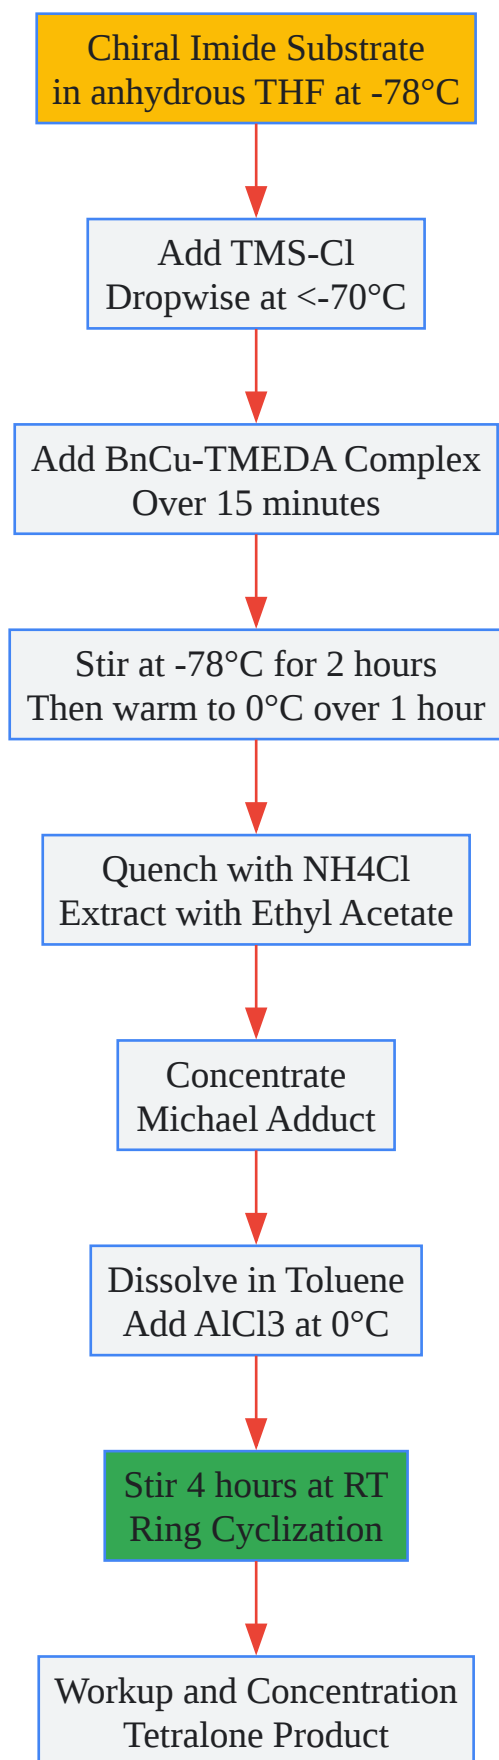 Chiral Imide Substrate
in anhydrous THF at -78°C
Add TMS-Cl
Dropwise at <-70°C
Add BnCu-TMEDA Complex
Over 15 minutes
Stir at -78°C for 2 hours
Then warm to 0°C over 1 hour
Quench with NH4Cl
Extract with Ethyl Acetate
Concentrate
Michael Adduct
Dissolve in Toluene
Add AlCl3 at 0°C
Stir 4 hours at RT
Ring Cyclization
Workup and Concentration
Tetralone Product